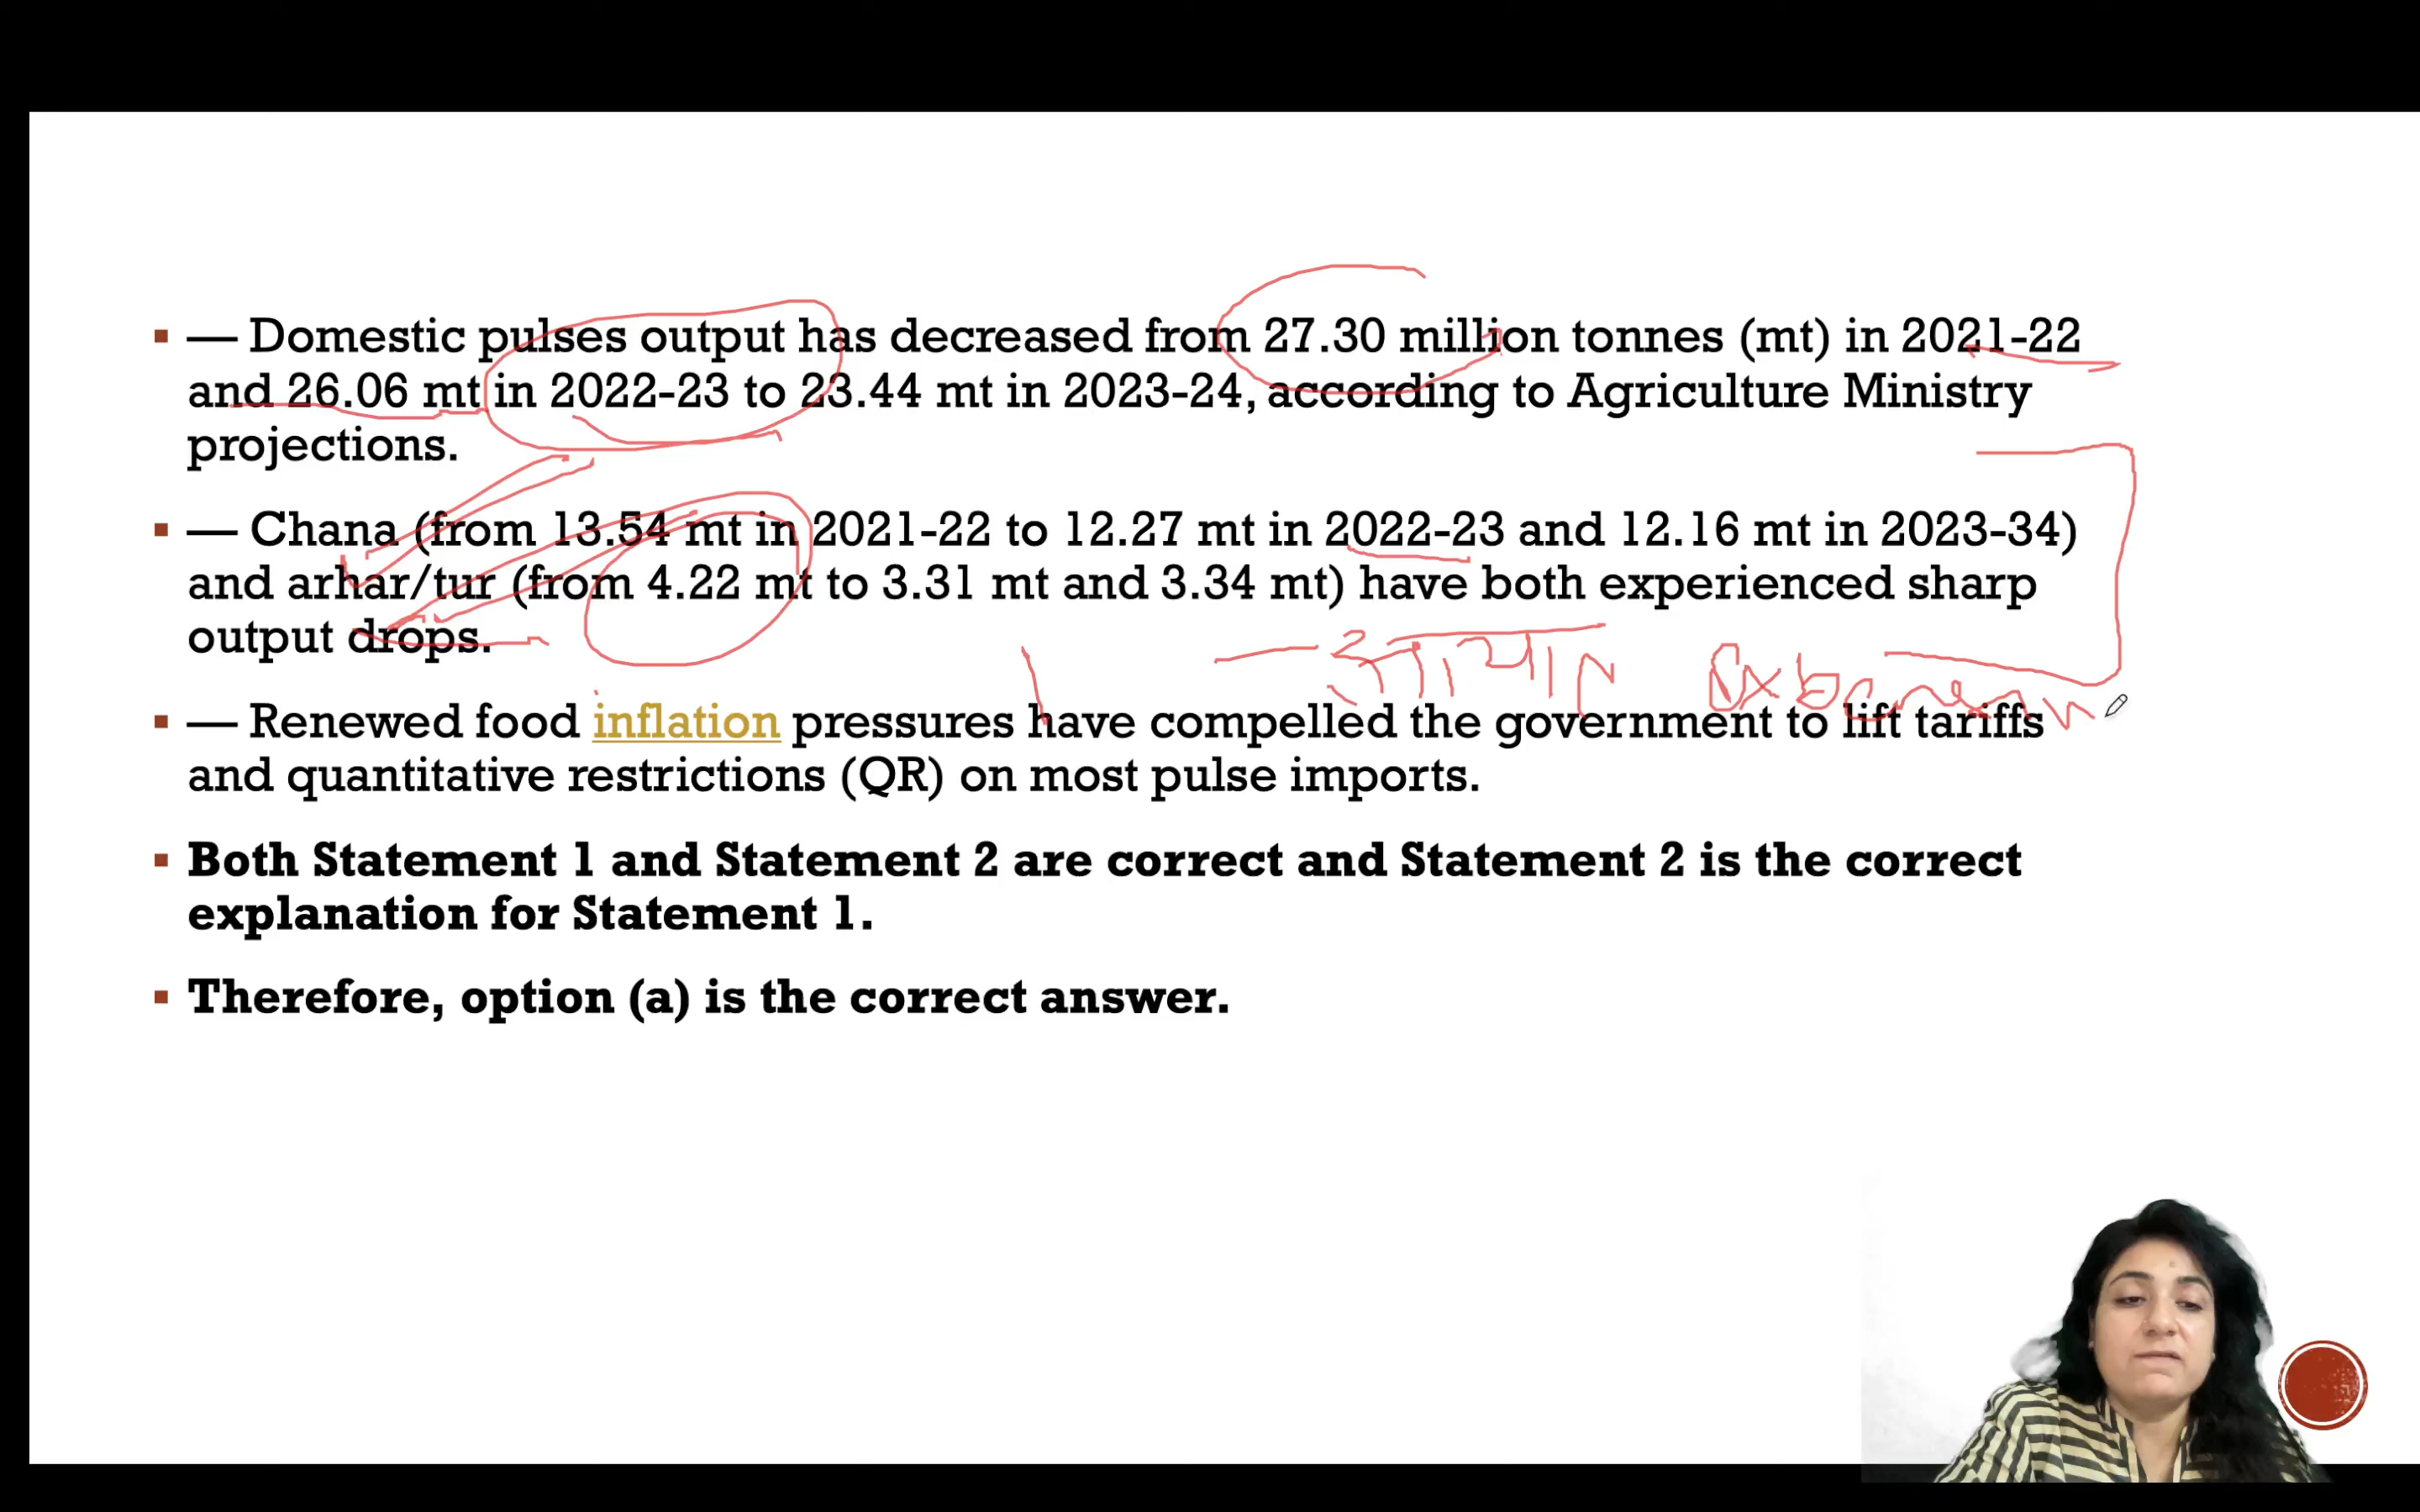 — Domestic pulses output has decreased from 27.30 million tonnes (mt) in 2021-22
and 26.06 mt in 2022-23 to 23.44 mt in 2023-24, according to Agriculture Ministry
projections.
— Chana (from 13.54 mt in 2021-22 to 12.27 mt in 2022-23 and 12.16 mt in 2023-34)
and arhar/tur (from 4.22 mt to 3.31 mt and 3.34 mt) have both experienced sharp
output drops.
— Renewed food inflation pressures have compelled the government to lift tariffs
and quantitative restrictions (QR) on most pulse imports.
Both Statement 1 and Statement 2 are correct and Statement 2 is the correct
explanation for Statement 1.
Therefore, option (a) is the correct answer.